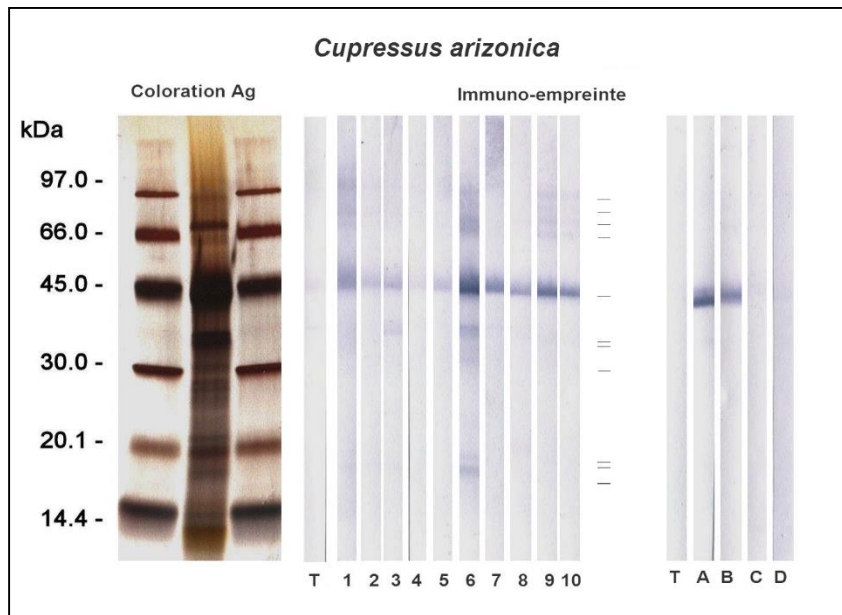 Cupressus arizonica
Coloration Ag
Immuno-empreinte
kDa
97.0 -
66.0 -
45.0 -
30.0 -
20.1 -
14.4 -
T 1 2 3 4 5 6 7 8 9 10
T A B C D